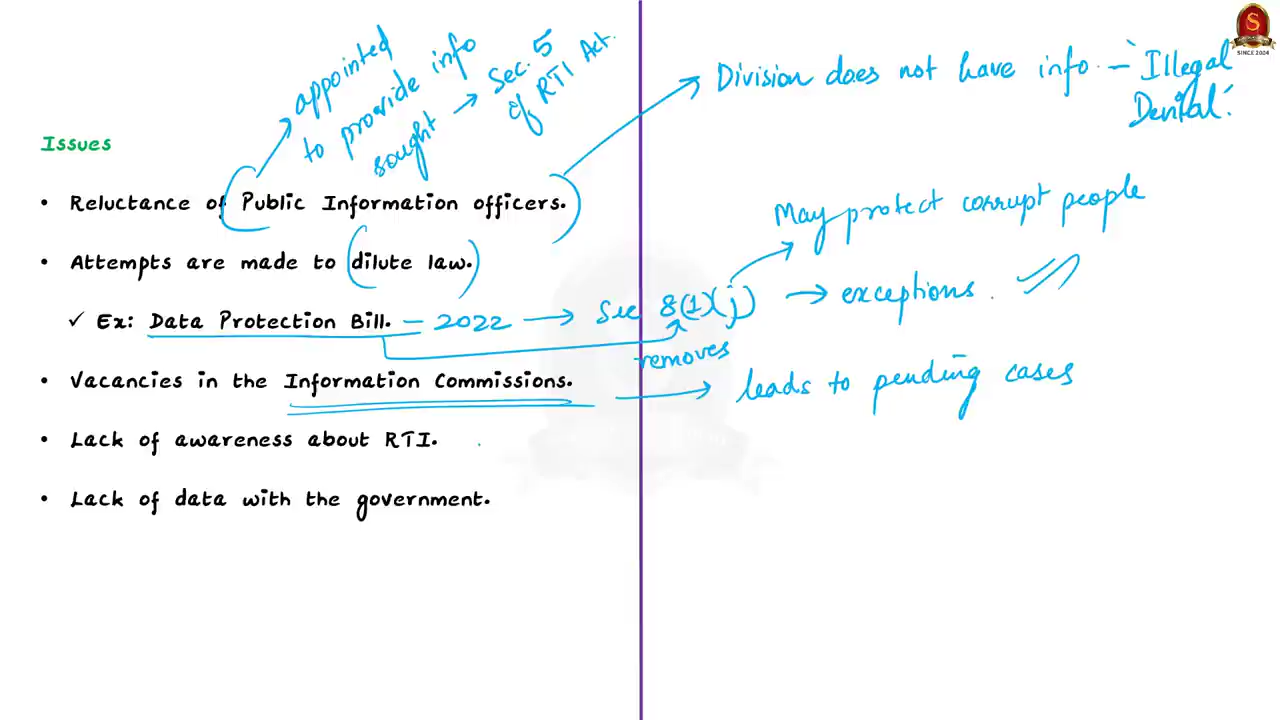 S
SINCE 2004
appointed
to provide info
sought → Sec. 5
of RTI Act.
Division does not have info – 'Illegal
Denial'.
Issues
• Reluctance of Public Information officers.
May protect corrupt people
• Attempts are made to dilute law.
✓ Ex: Data Protection Bill. – 2022 → Sec 8(1)(j) → exceptions.
removes
• Vacancies in the Information Commissions. → leads to pending cases
• Lack of awareness about RTI.
• Lack of data with the government.